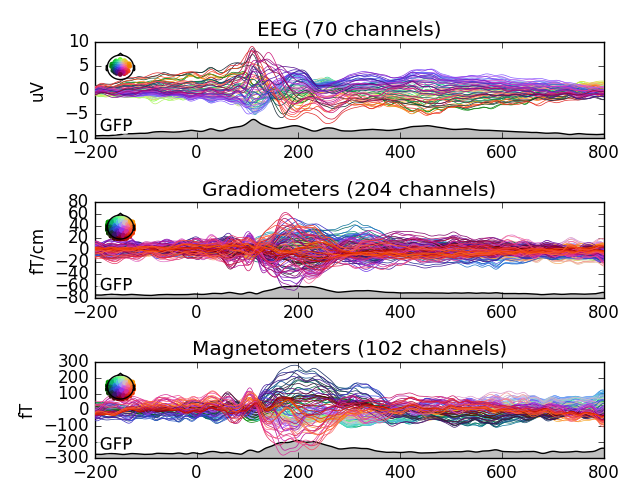 EEG (70 channels)
10
5
0
−5
−10
uV
GFP
−200 0 200 400 600 800
Gradiometers (204 channels)
80
60
40
20
0
−20
−40
−60
−80
fT/cm
GFP
−200 0 200 400 600 800
Magnetometers (102 channels)
300
200
100
0
−100
−200
−300
fT
GFP
−200 0 200 400 600 800